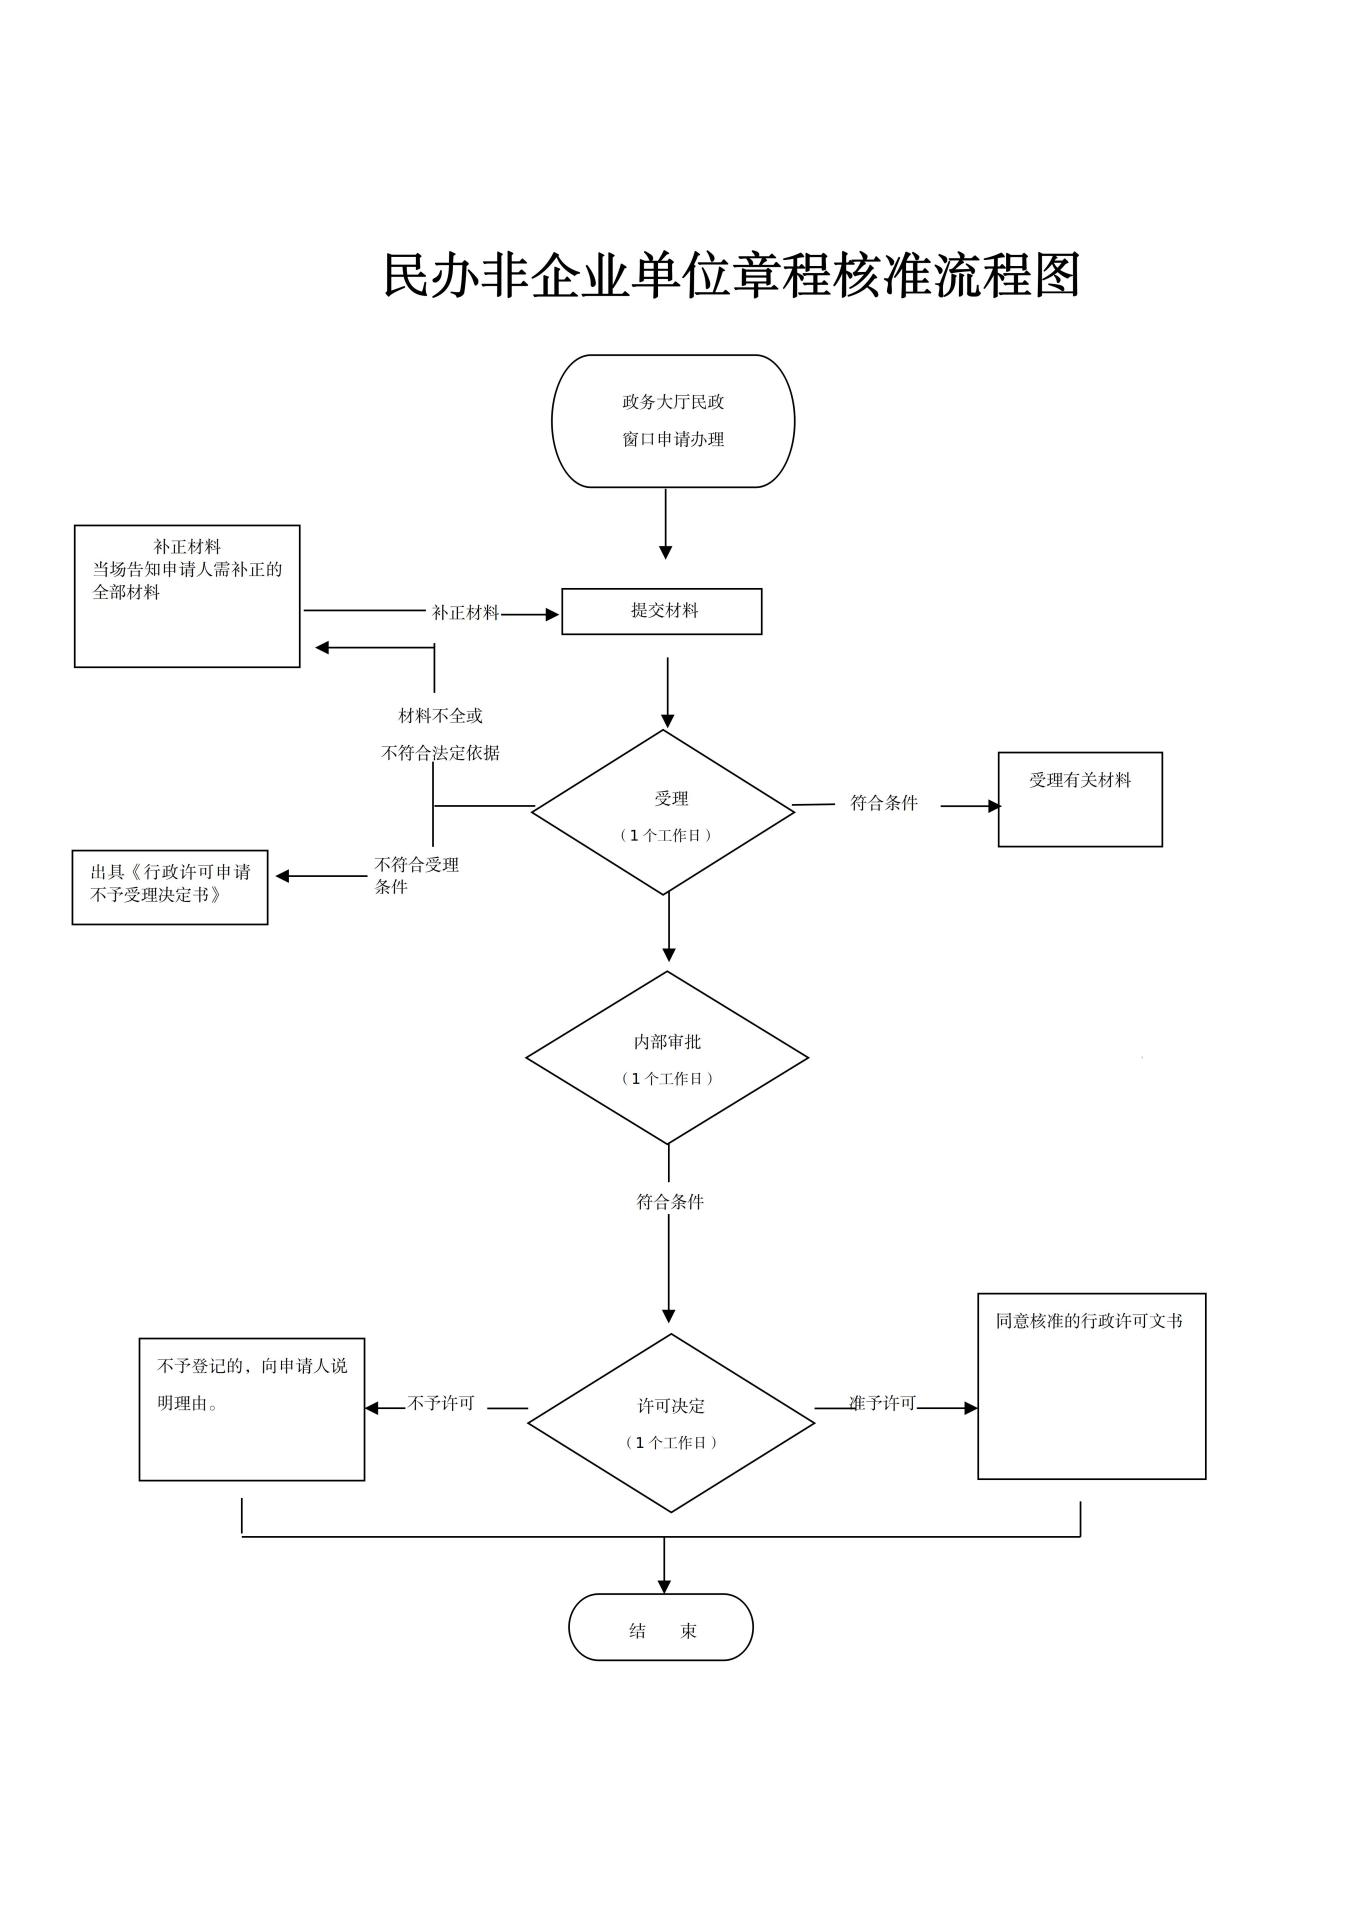 民办非企业单位章程核准流程图
政务大厅民政
窗口申请办理
补正材料
当场告知申请人需补正的
全部材料
补正材料
提交材料
材料不全或
不符合法定依据
受理
（1 个工作日）
符合条件
受理有关材料
出具《行政许可申请
不予受理决定书》
不符合受理
条件
内部审批
（1 个工作日）
符合条件
不予登记的，向申请人说
明理由。
不予许可
许可决定
（1 个工作日）
准予许可
同意核准的行政许可文书
结 束